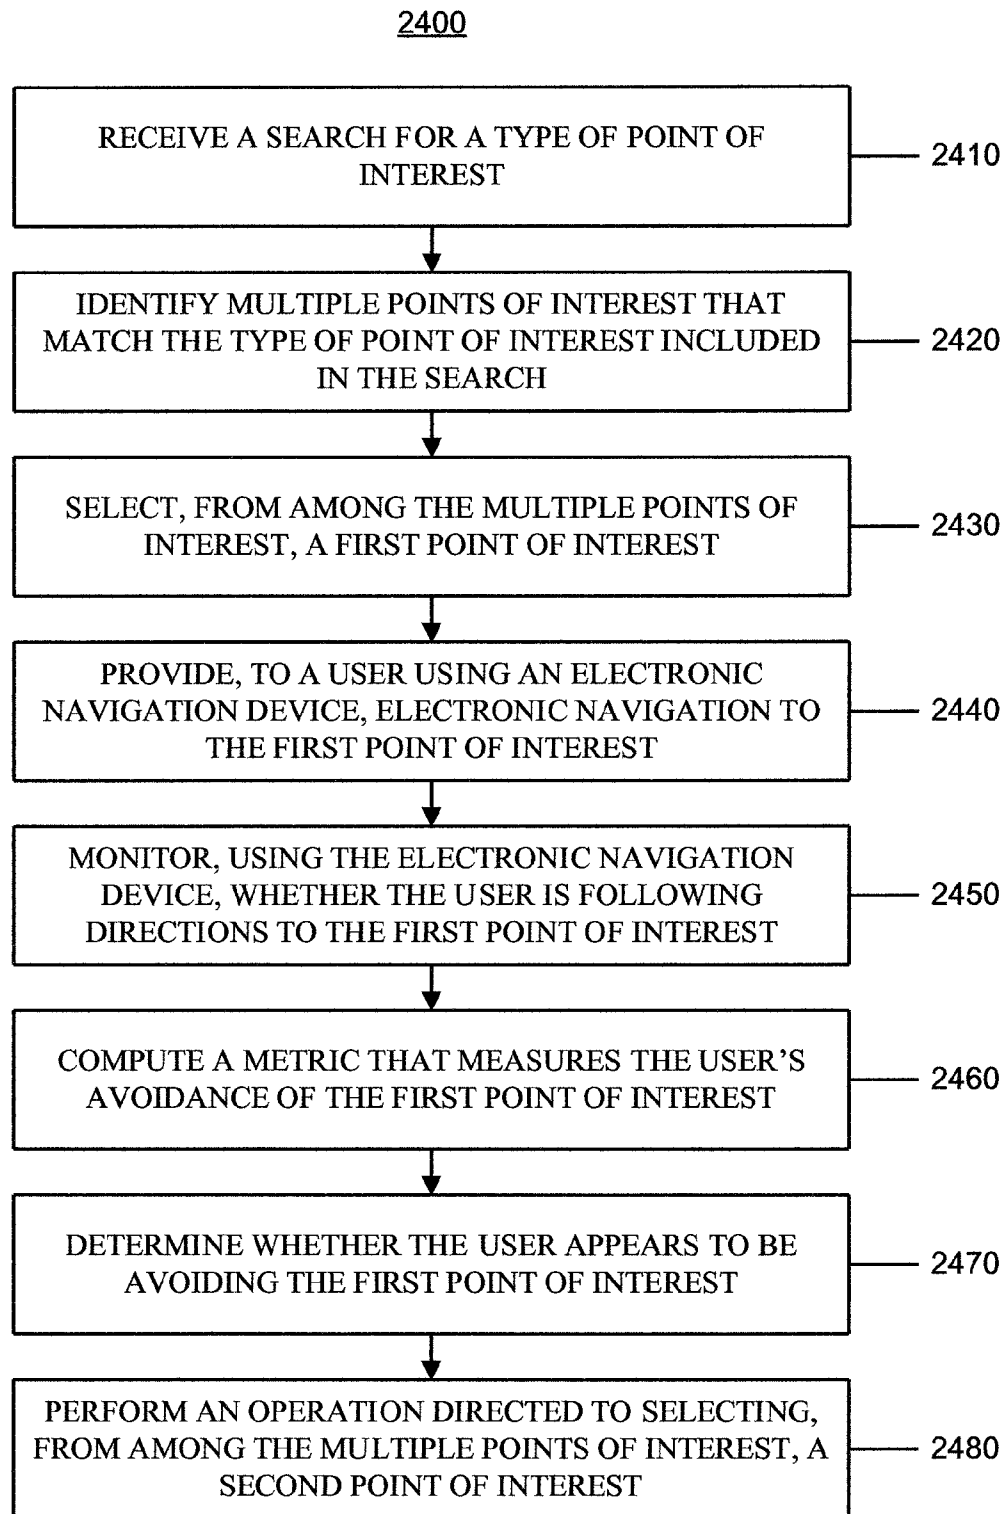 2400
RECEIVE A SEARCH FOR A TYPE OF POINT OF
INTEREST
2410
IDENTIFY MULTIPLE POINTS OF INTEREST THAT
MATCH THE TYPE OF POINT OF INTEREST INCLUDED
IN THE SEARCH
2420
SELECT, FROM AMONG THE MULTIPLE POINTS OF
INTEREST, A FIRST POINT OF INTEREST
2430
PROVIDE, TO A USER USING AN ELECTRONIC
NAVIGATION DEVICE, ELECTRONIC NAVIGATION TO
THE FIRST POINT OF INTEREST
2440
MONITOR, USING THE ELECTRONIC NAVIGATION
DEVICE, WHETHER THE USER IS FOLLOWING
DIRECTIONS TO THE FIRST POINT OF INTEREST
2450
COMPUTE A METRIC THAT MEASURES THE USER’S
AVOIDANCE OF THE FIRST POINT OF INTEREST
2460
DETERMINE WHETHER THE USER APPEARS TO BE
AVOIDING THE FIRST POINT OF INTEREST
2470
PERFORM AN OPERATION DIRECTED TO SELECTING,
FROM AMONG THE MULTIPLE POINTS OF INTEREST, A
SECOND POINT OF INTEREST
2480